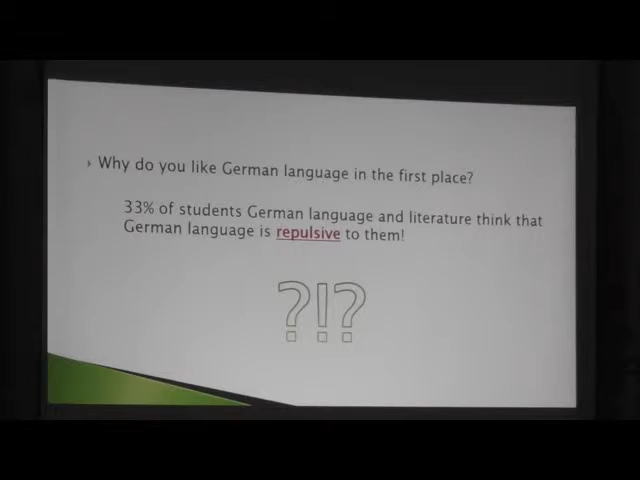 › Why do you like German language in the first place?
33% of students German language and literature think that
German language is repulsive to them!
?!?